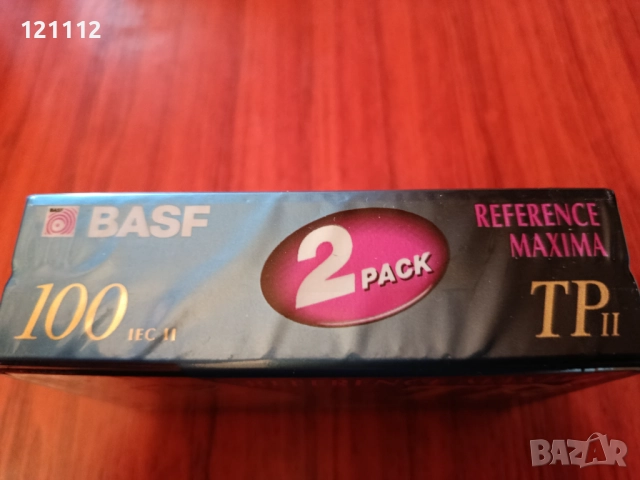 121112
BASF
2 PACK
REFERENCE
MAXIMA
100 IEC II
TP II
BAZAR